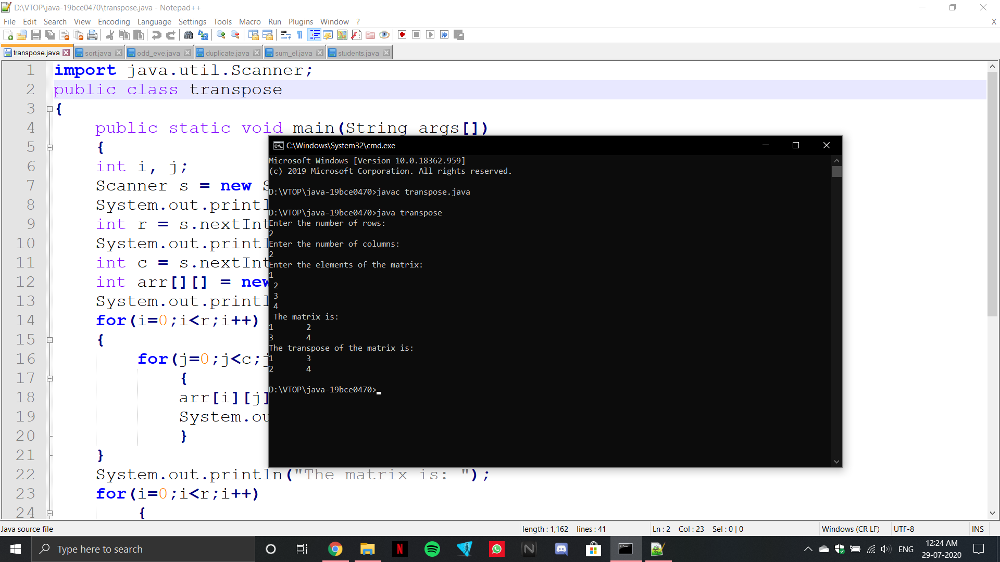 D:\VTOP\java-19bce0470\transpose.java - Notepad++
File Edit Search View Encoding Language Settings Tools Macro Run Plugins Window ? X
transpose.java sort.java odd_eve.java duplicate.java sum_el.java students.java
1 import java.util.Scanner;
2 public class transpose
3 {
4 public static void main(String args[])
5 {
6 int i, j;
7 Scanner s = new S
8 System.out.printl
9 int r = s.nextInt
10 System.out.printl
11 int c = s.nextInt
12 int arr[][] = new
13 System.out.printl
14 for(i=0;i<r;i++)
15 {
16 for(j=0;j<c;j
17 {
18 arr[i][j]
19 System.ou
20 }
21 }
22 System.out.println("The matrix is: ");
23 for(i=0;i<r;i++)
24 {
C:\Windows\System32\cmd.exe
Microsoft Windows [Version 10.0.18362.959]
(c) 2019 Microsoft Corporation. All rights reserved.
D:\VTOP\java-19bce0470>javac transpose.java
D:\VTOP\java-19bce0470>java transpose
Enter the number of rows:
2
Enter the number of columns:
2
Enter the elements of the matrix:
1
2
3
4
The matrix is:
1 2
3 4
The transpose of the matrix is:
1 3
2 4
D:\VTOP\java-19bce0470>
Java source file length : 1,162 lines : 41 Ln : 2 Col : 23 Sel : 0 | 0 Windows (CR LF) UTF-8 INS
Type here to search ENG 12:24 AM
29-07-2020